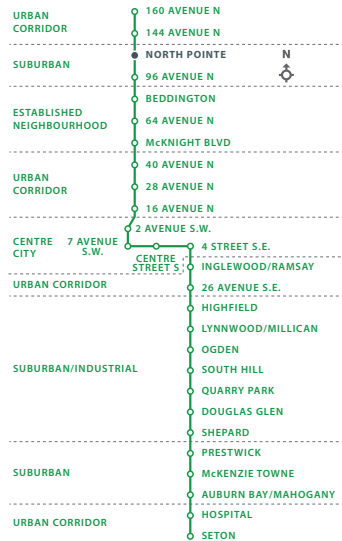 URBAN
CORRIDOR
160 AVENUE N
144 AVENUE N
SUBURBAN
NORTH POINTE
N
96 AVENUE N
ESTABLISHED
NEIGHBOURHOOD
BEDDINGTON
64 AVENUE N
McKNIGHT BLVD
URBAN
CORRIDOR
40 AVENUE N
28 AVENUE N
16 AVENUE N
CENTRE
CITY
2 AVENUE S.W.
7 AVENUE
S.W.
CENTRE
STREET S
4 STREET S.E.
URBAN CORRIDOR
INGLEWOOD/RAMSAY
26 AVENUE S.E.
SUBURBAN/INDUSTRIAL
HIGHFIELD
LYNNWOOD/MILLICAN
OGDEN
SOUTH HILL
QUARRY PARK
DOUGLAS GLEN
SHEPARD
SUBURBAN
PRESTWICK
McKENZIE TOWNE
AUBURN BAY/MAHOGANY
URBAN CORRIDOR
HOSPITAL
SETON